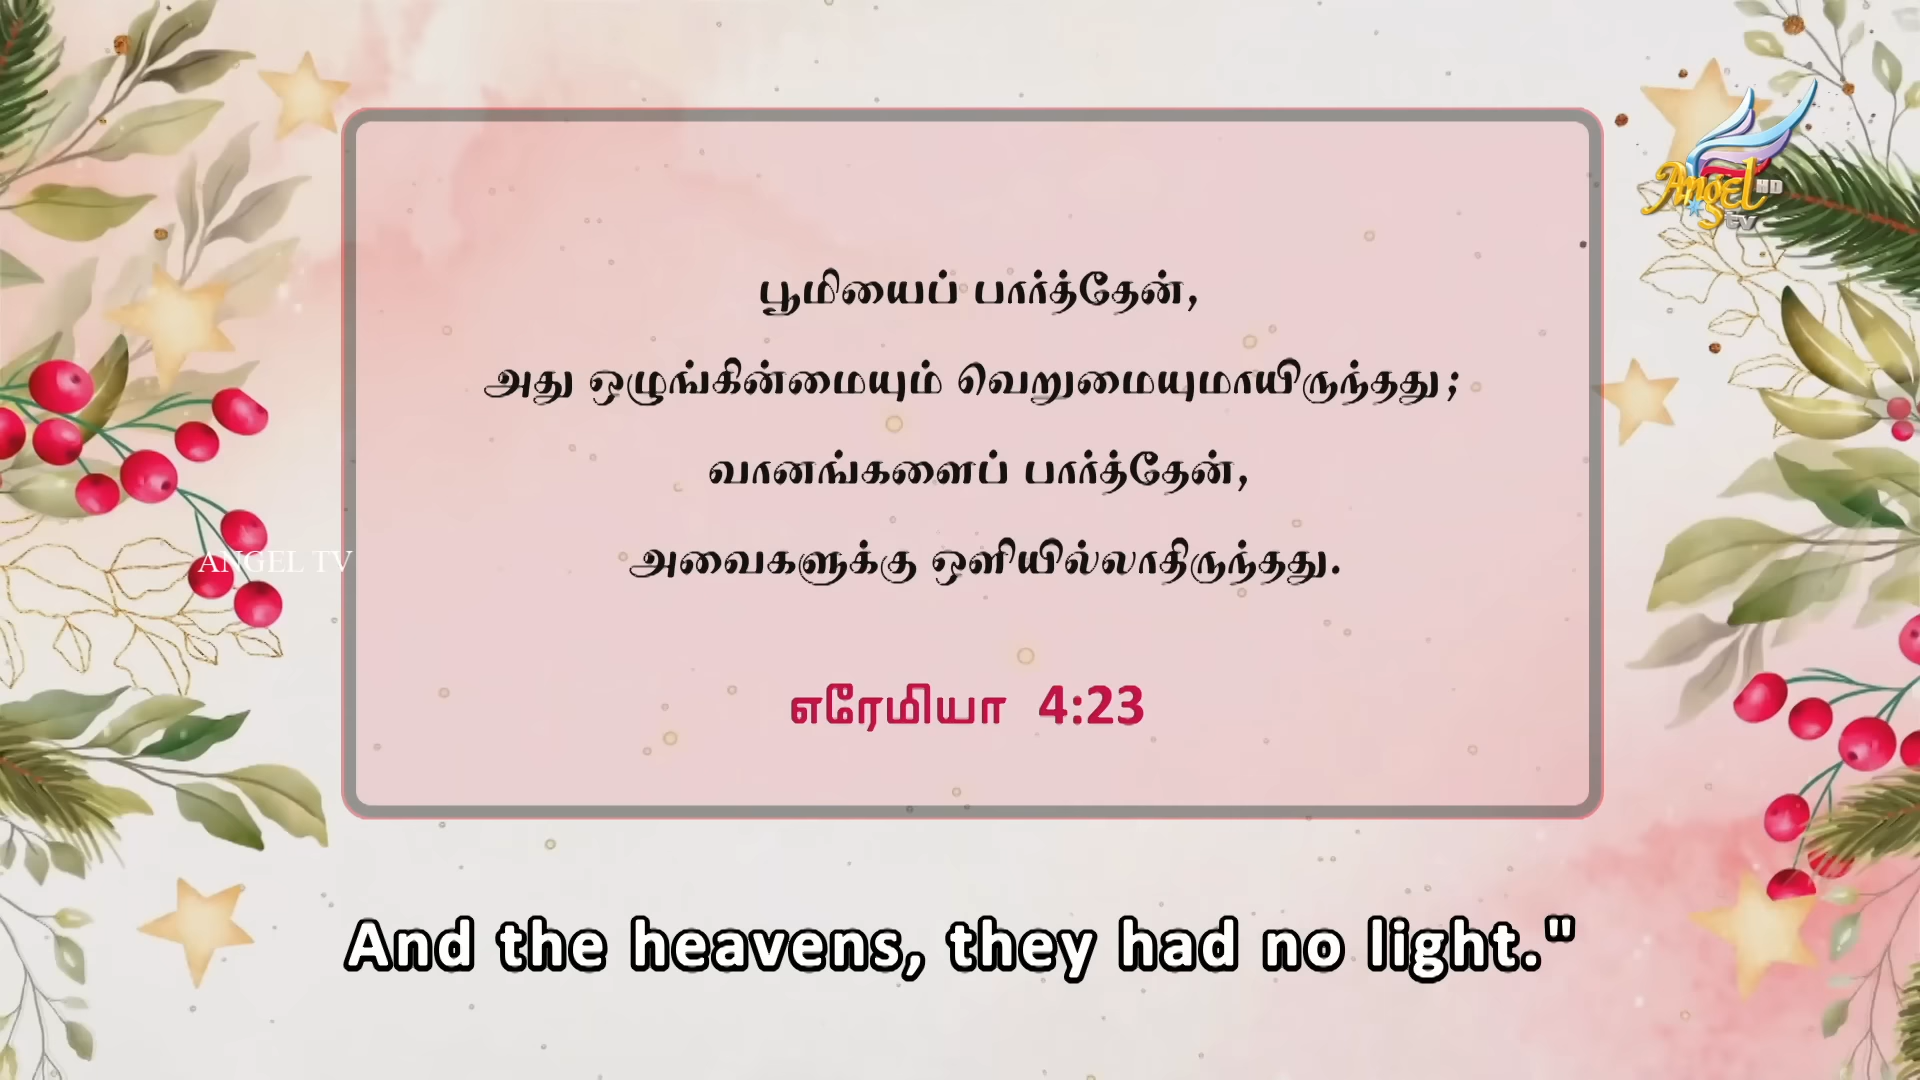 Angel HD
tv
பூமியைப் பார்த்தேன்,
அது ஒழுங்கின்மையும் வெறுமையுமாயிருந்தது;
வானங்களைப் பார்த்தேன்,
அவைகளுக்கு ஒளியில்லாதிருந்தது.
ANGEL TV
எரேமியா 4:23
And the heavens, they had no light."